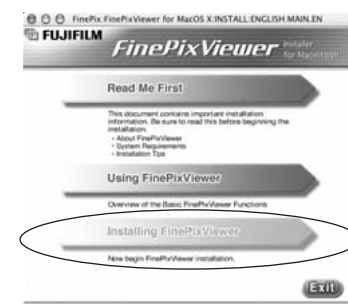 FinePix:FinePixViewer for MacOS X:INSTALL:ENGLISH:MAIN.EN
FUJIFILM
FinePixViewer Installer
for Macintosh
Read Me First
This document contains important installation
information. Be sure to read this before beginning the
installation.
- About FinePixViewer
- System Requirements
- Installation Tips
Using FinePixViewer
Overview of the Basic FinePixViewer Functions
Installing FinePixViewer
Now begin FinePixViewer installation.
Exit